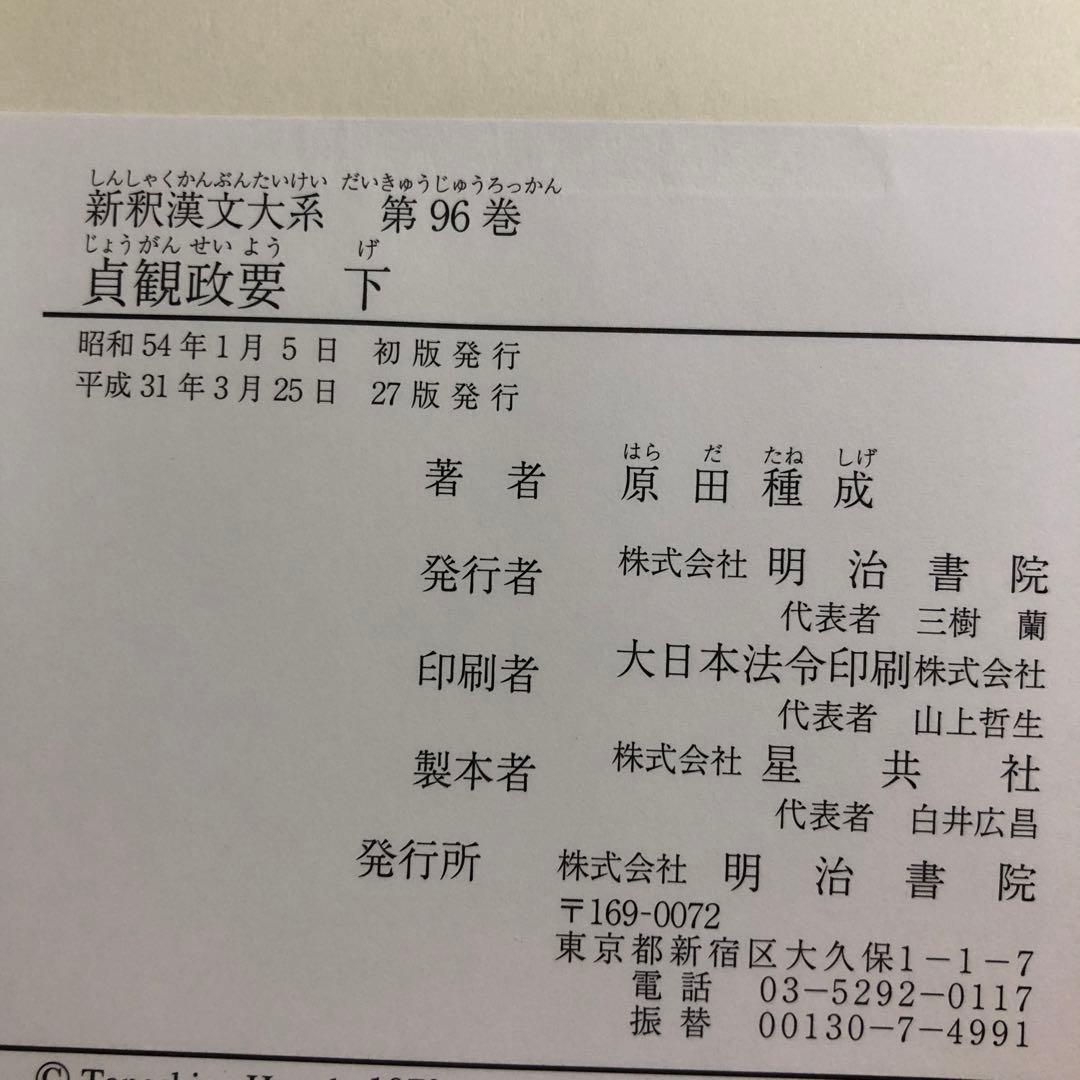 しんしゃくかんぶんたいけい だいきゅうじゅうろっかん
新釈漢文大系 第96巻
じょうがん せい よう げ
貞観政要 下
昭和54年1月5日 初版発行
平成31年3月25日 27版発行
はら だ たね しげ
著者 原田種成
発行者 株式会社 明治書院
代表者 三樹 蘭
印刷者 大日本法令印刷株式会社
代表者 山上哲生
製本者 株式会社 星共社
代表者 白井広昌
発行所 株式会社 明治書院
〒169-0072
東京都新宿区大久保1-1-7
電話 03-5292-0117
振替 00130-7-4991
©